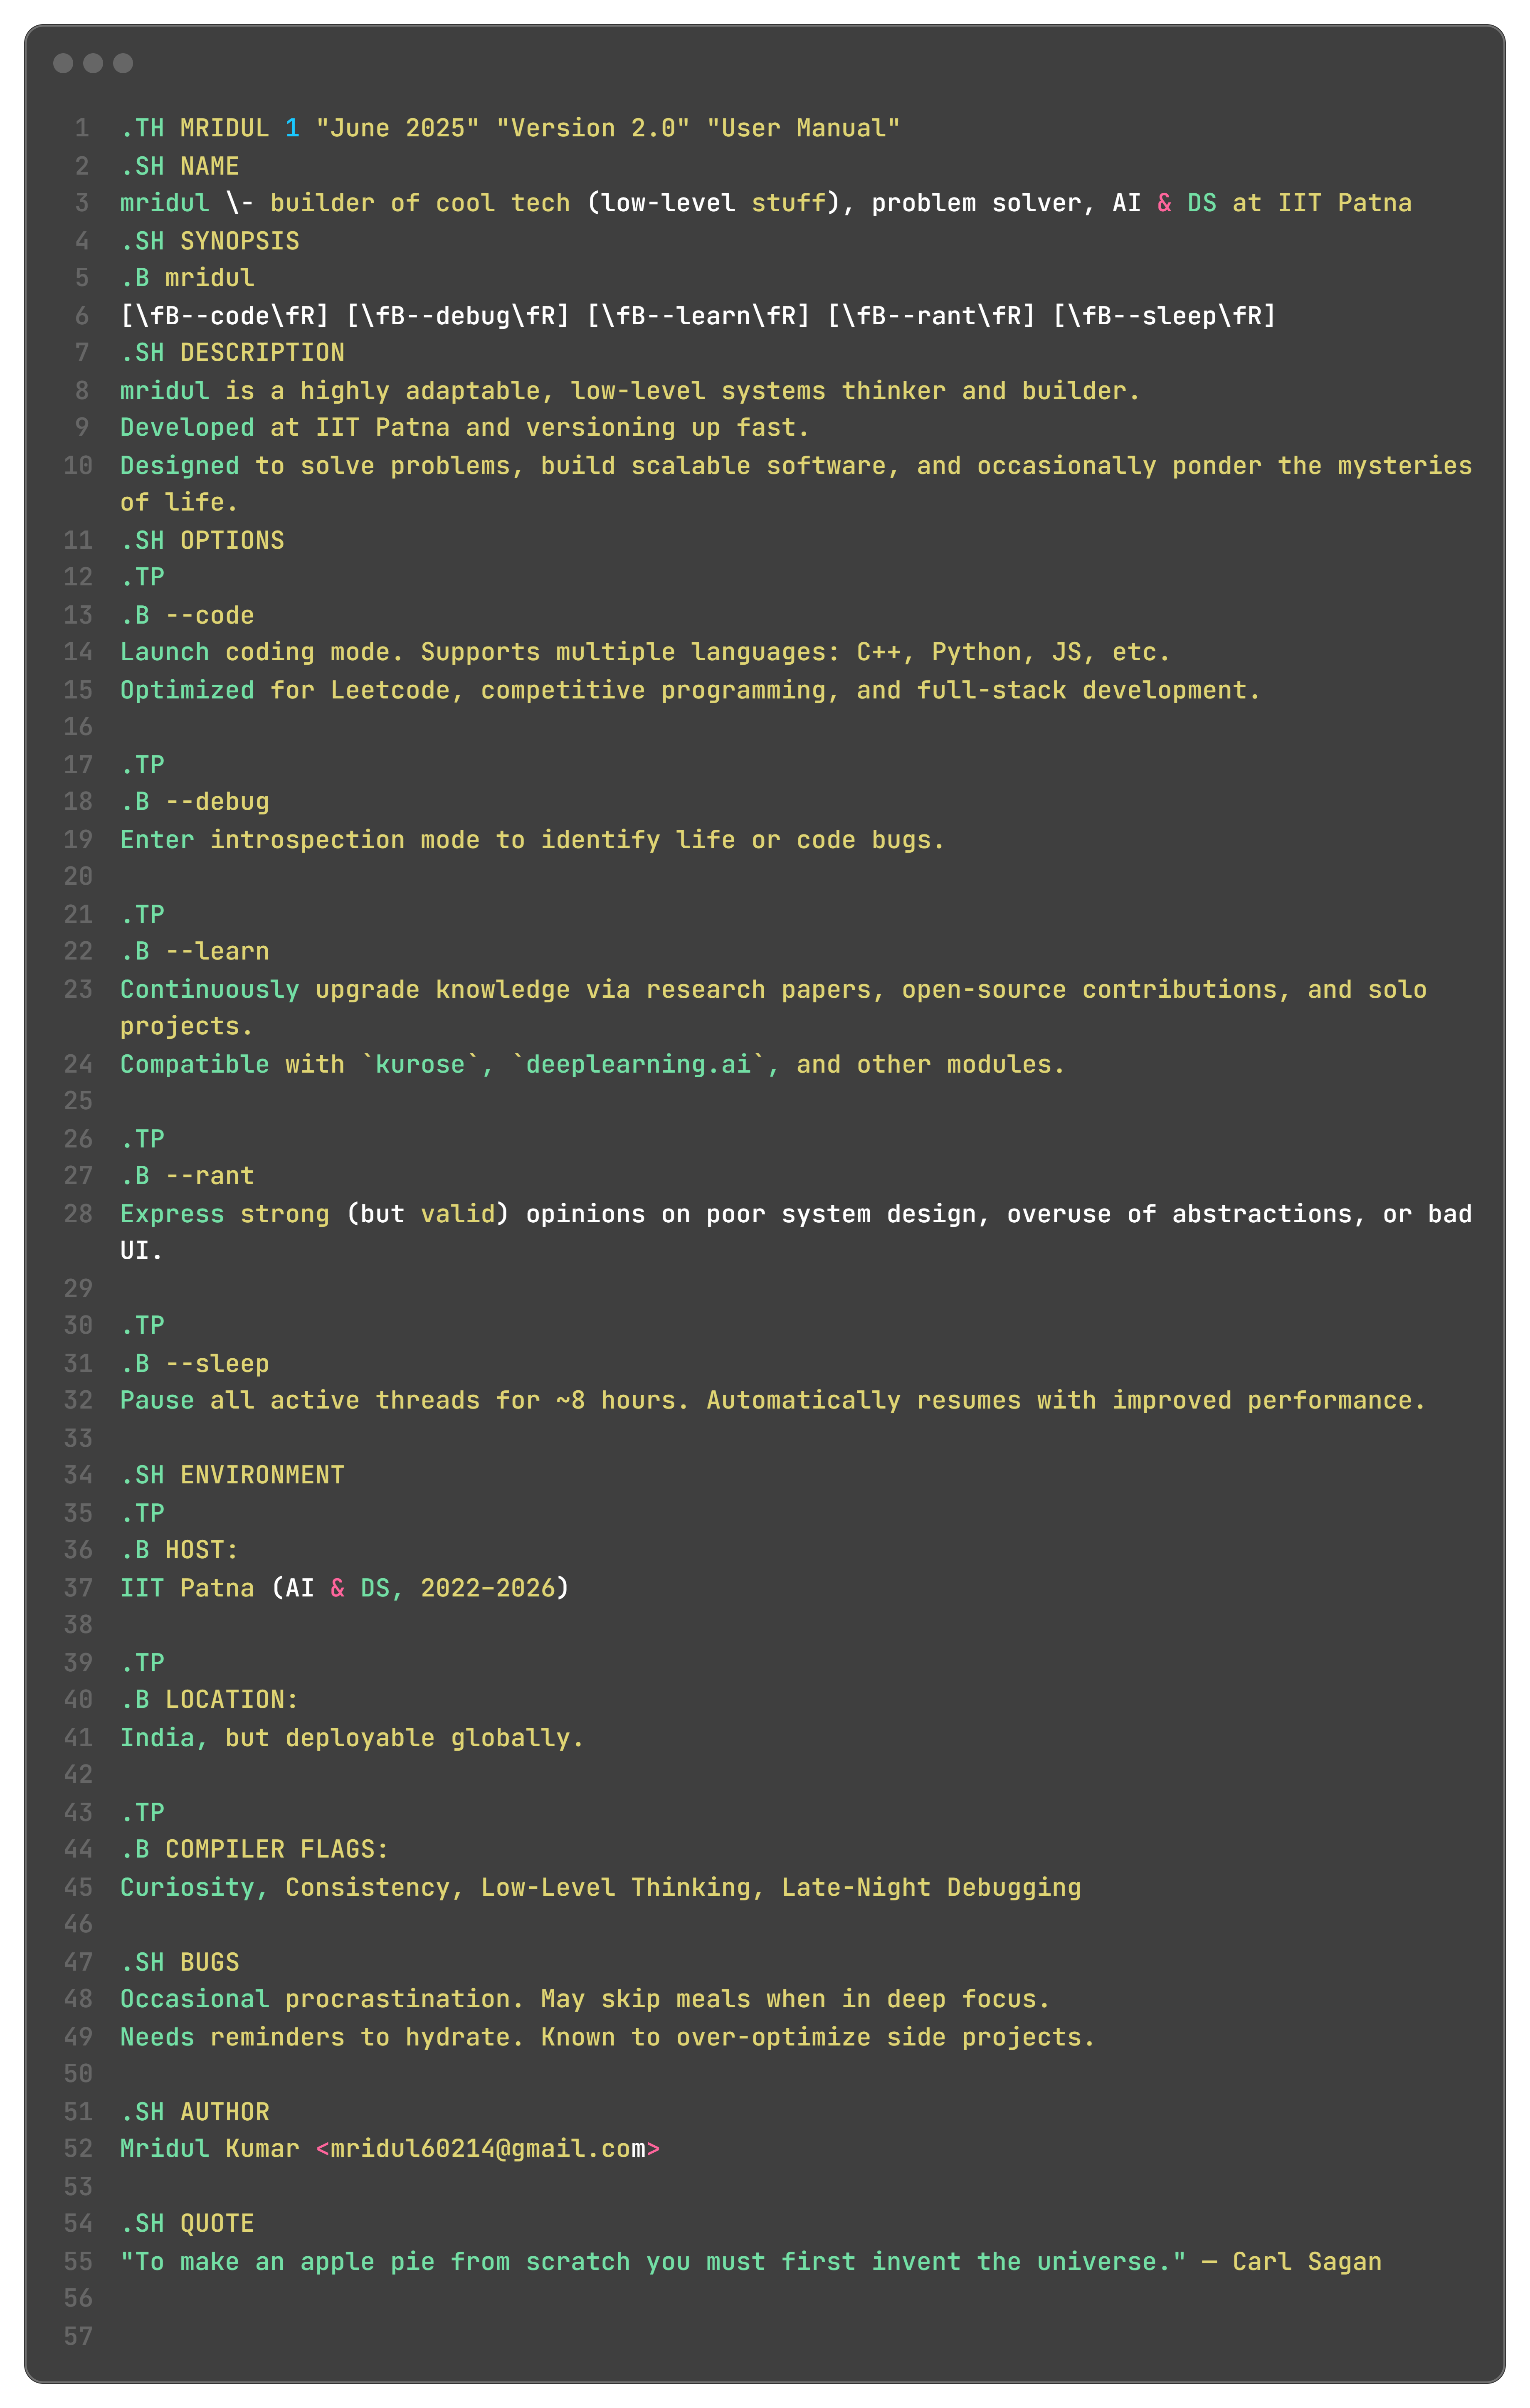 1 .TH MRIDUL 1 "June 2025" "Version 2.0" "User Manual"
2 .SH NAME
3 mridul \- builder of cool tech (low-level stuff), problem solver, AI & DS at IIT Patna
4 .SH SYNOPSIS
5 .B mridul
6 [\fB--code\fR] [\fB--debug\fR] [\fB--learn\fR] [\fB--rant\fR] [\fB--sleep\fR]
7 .SH DESCRIPTION
8 mridul is a highly adaptable, low-level systems thinker and builder.
9 Developed at IIT Patna and versioning up fast.
10 Designed to solve problems, build scalable software, and occasionally ponder the mysteries
of life.
11 .SH OPTIONS
12 .TP
13 .B --code
14 Launch coding mode. Supports multiple languages: C++, Python, JS, etc.
15 Optimized for Leetcode, competitive programming, and full-stack development.
16
17 .TP
18 .B --debug
19 Enter introspection mode to identify life or code bugs.
20
21 .TP
22 .B --learn
23 Continuously upgrade knowledge via research papers, open-source contributions, and solo
projects.
24 Compatible with `kurose`, `deeplearning.ai`, and other modules.
25
26 .TP
27 .B --rant
28 Express strong (but valid) opinions on poor system design, overuse of abstractions, or bad
UI.
29
30 .TP
31 .B --sleep
32 Pause all active threads for ~8 hours. Automatically resumes with improved performance.
33
34 .SH ENVIRONMENT
35 .TP
36 .B HOST:
37 IIT Patna (AI & DS, 2022–2026)
38
39 .TP
40 .B LOCATION:
41 India, but deployable globally.
42
43 .TP
44 .B COMPILER FLAGS:
45 Curiosity, Consistency, Low-Level Thinking, Late-Night Debugging
46
47 .SH BUGS
48 Occasional procrastination. May skip meals when in deep focus.
49 Needs reminders to hydrate. Known to over-optimize side projects.
50
51 .SH AUTHOR
52 Mridul Kumar <mridul60214@gmail.com>
53
54 .SH QUOTE
55 "To make an apple pie from scratch you must first invent the universe." — Carl Sagan
56
57